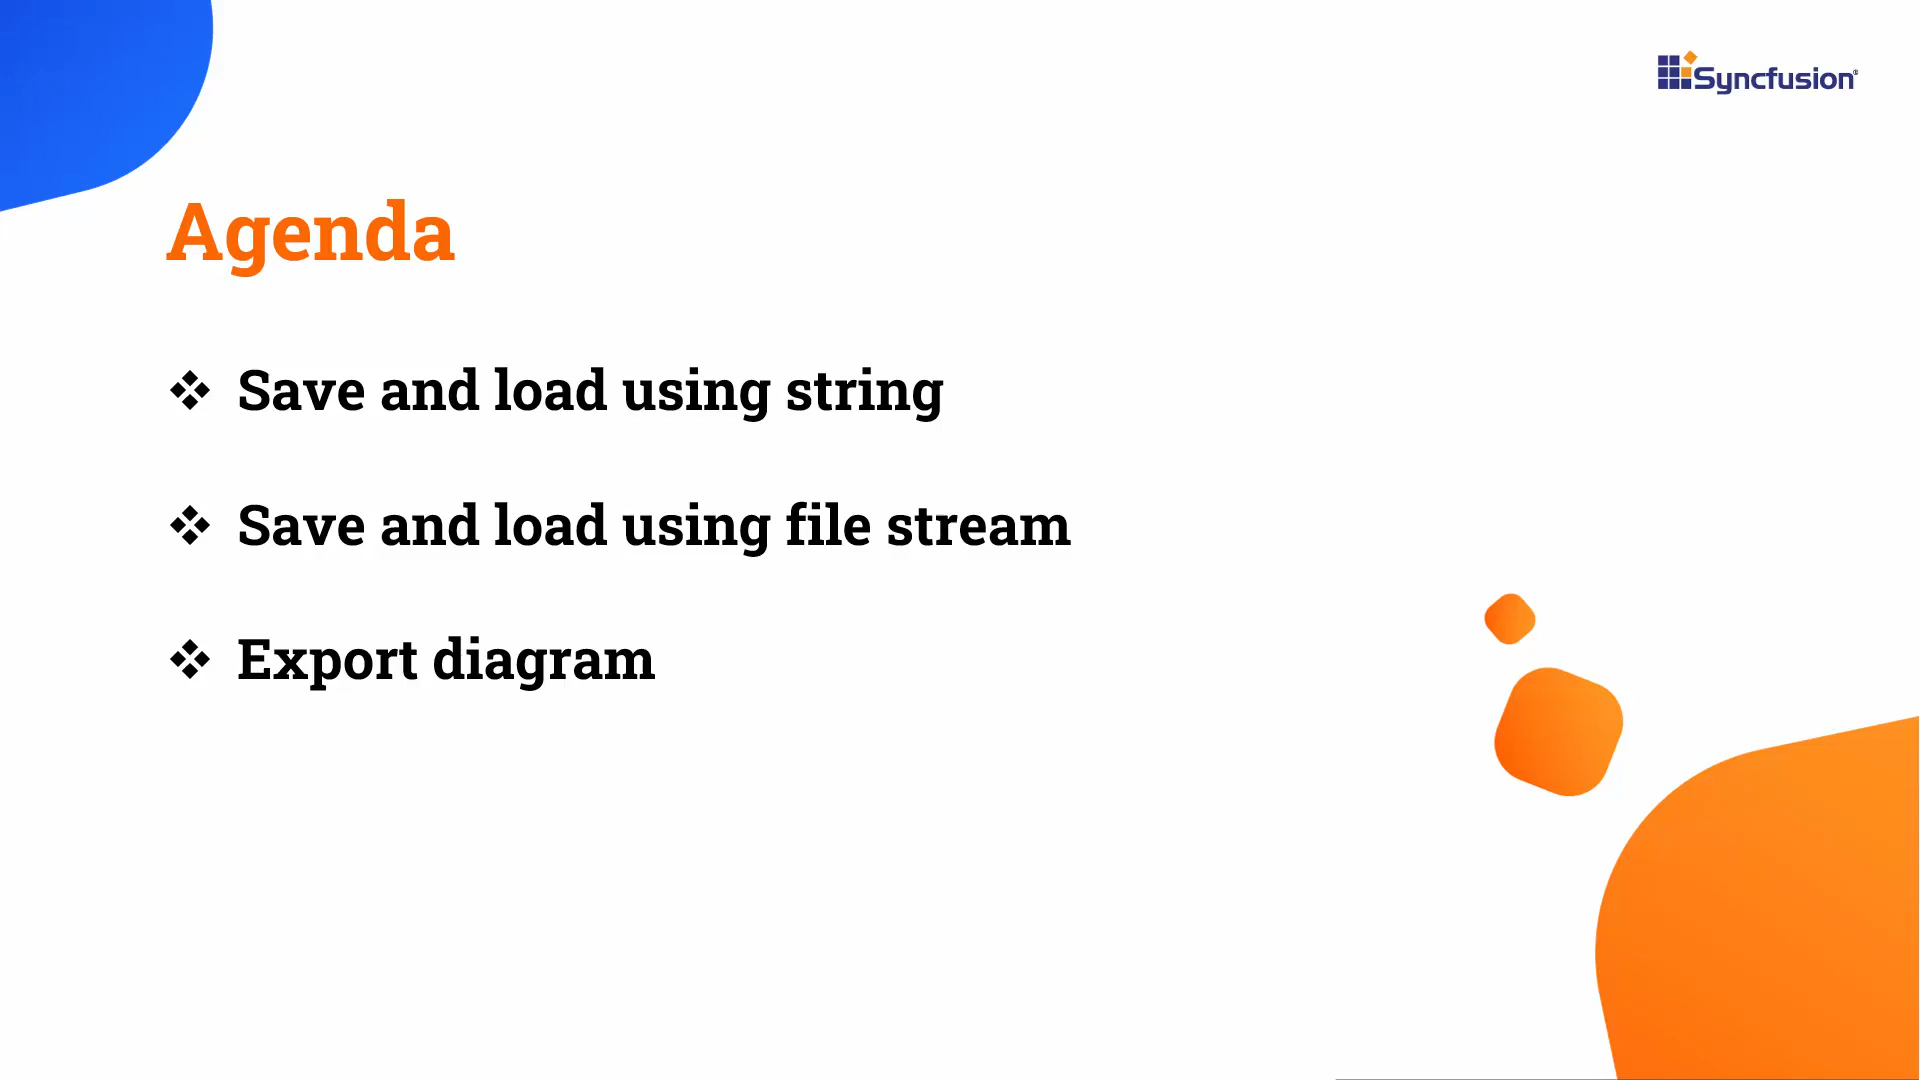 Syncfusion®
Agenda
❖ Save and load using string
❖ Save and load using file stream
❖ Export diagram